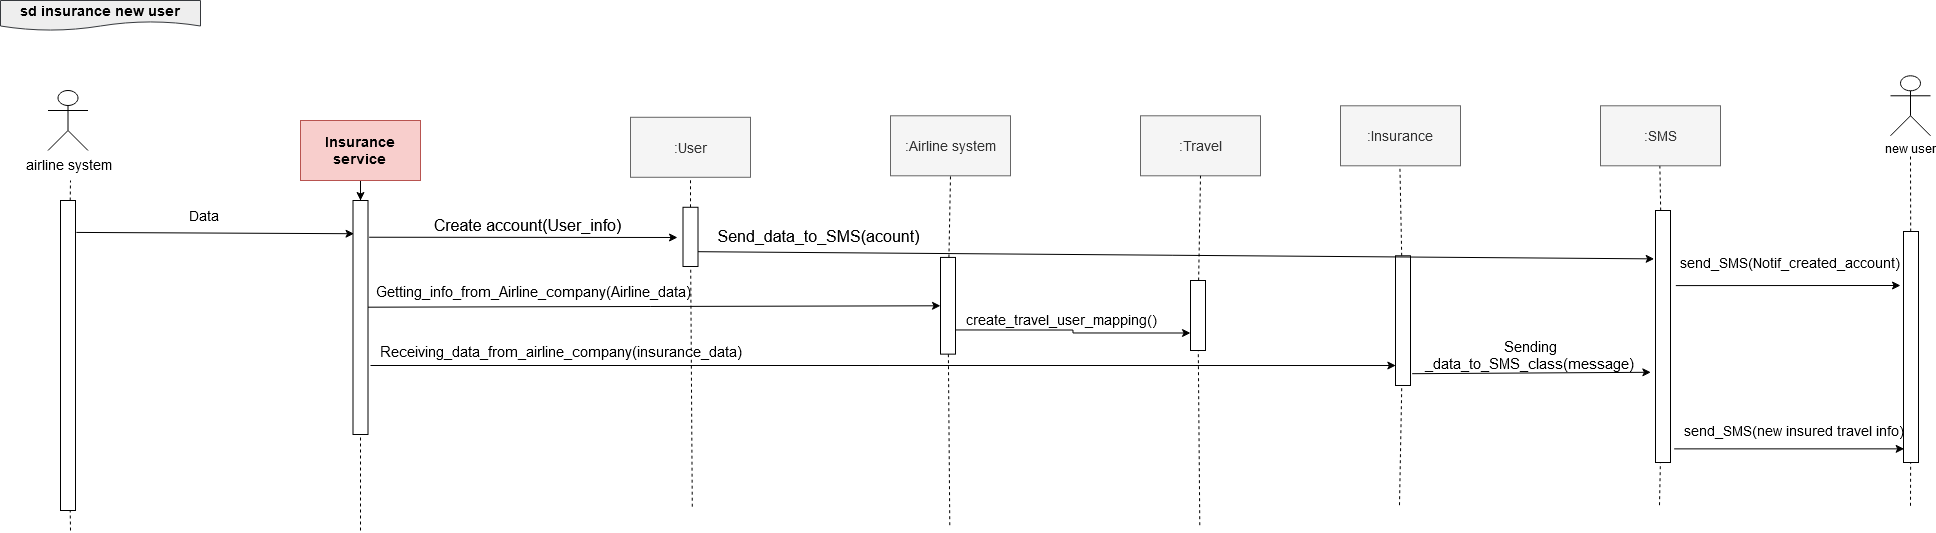 sd insurance new user
airline system
Insurance
service
:User
:Airline system
:Travel
:Insurance
:SMS
new user
Data
Create account(User_info)
Send_data_to_SMS(acount)
send_SMS(Notif_created_account)
Getting_info_from_Airline_company(Airline_data)
create_travel_user_mapping()
Receiving_data_from_airline_company(insurance_data)
Sending
_data_to_SMS_class(message)
send_SMS(new insured travel info)